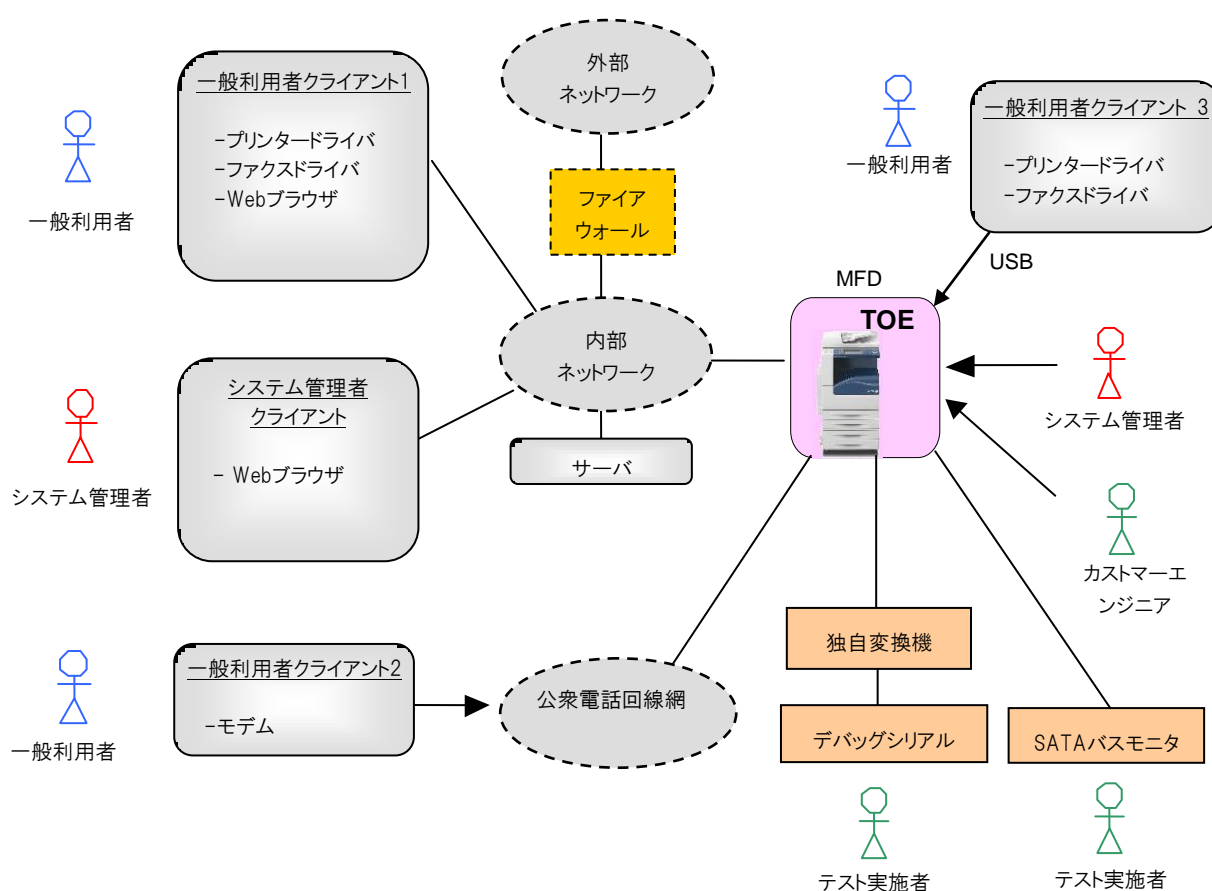 外部
ネットワーク
一般利用者クライアント1
-プリンタードライバ
-ファクスドライバ
-Webブラウザ
一般利用者
ファイア
ウォール
一般利用者
一般利用者クライアント 3
-プリンタードライバ
-ファクスドライバ
USB
MFD
TOE
内部
ネットワーク
システム管理者
クライアント
- Webブラウザ
システム管理者
サーバ
システム管理者
カストマーエ
ンジニア
一般利用者クライアント2
-モデム
一般利用者
公衆電話回線網
独自変換機
デバッグシリアル
SATAバスモニタ
テスト実施者
テスト実施者